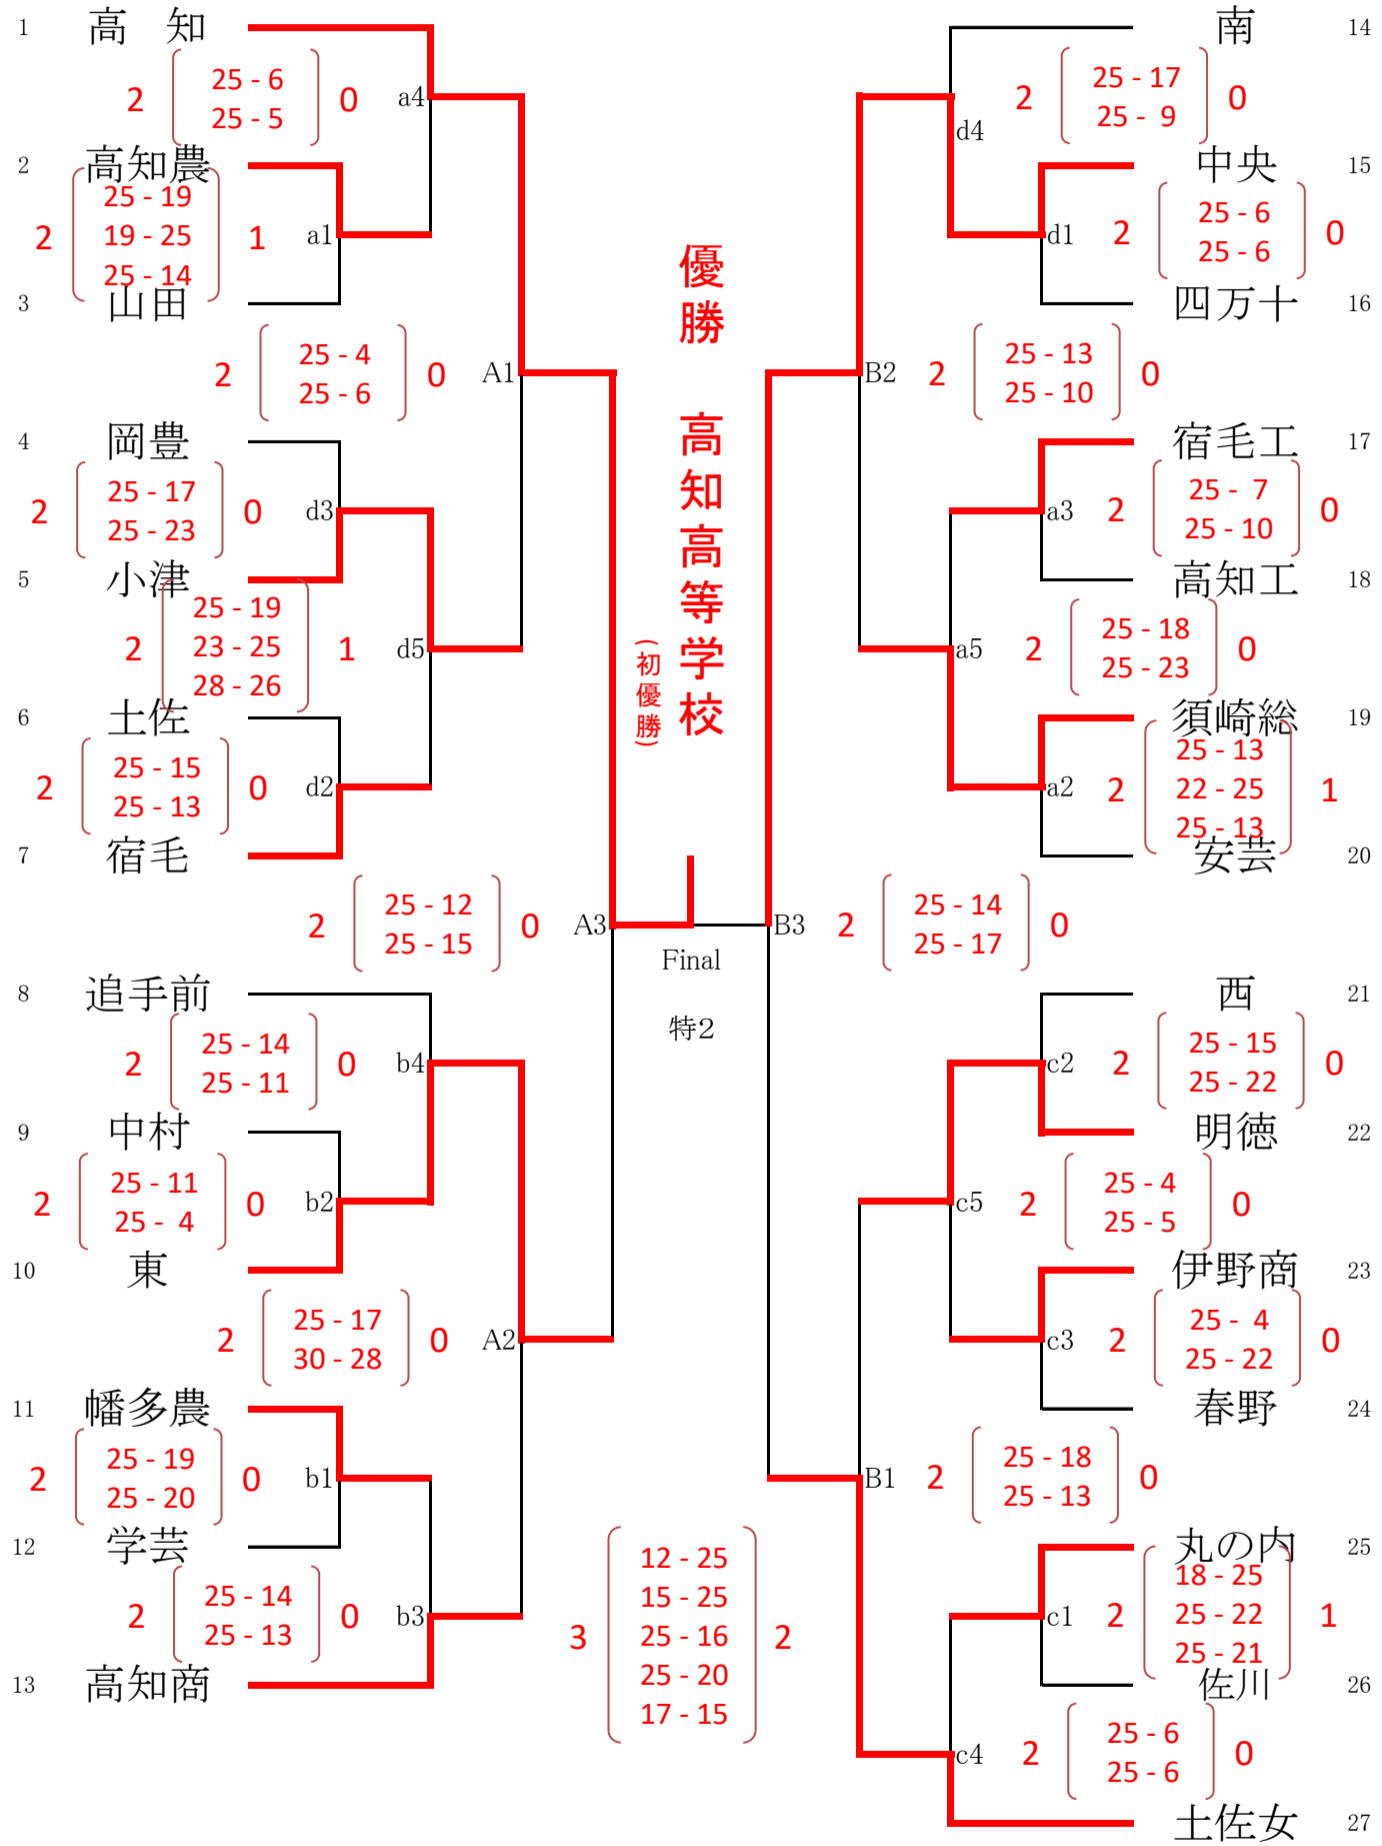 1 高 知
2 25 - 6 0 a4
25 - 5
2 高知農
25 - 19
2 19 - 25 1 a1
25 - 14
3 山田
25 - 4
2 25 - 6 0 A1
4 岡豊
25 - 17
2 25 - 23 0 d3
5 小津
25 - 19
2 23 - 25 1 d5
28 - 26
6 土佐
25 - 15
2 25 - 13 0 d2
7 宿毛
25 - 12
2 25 - 15 0 A3
8 追手前
25 - 14
2 25 - 11 0 b4
9 中村
25 - 11
2 25 - 4 0 b2
10 東
25 - 17
2 30 - 28 0 A2
11 幡多農
25 - 19
2 25 - 20 0 b1
12 学芸
25 - 14
2 25 - 13 0 b3
13 高知商
優勝 高知高等学校
(初優勝)
Final
特2
12 - 25
15 - 25
3 25 - 16 2
25 - 20
17 - 15
南 14
25 - 17
d4 2 25 - 9 0
中央 15
25 - 6
d1 2 25 - 6 0
四万十 16
25 - 13
B2 2 25 - 10 0
宿毛工 17
25 - 7
a3 2 25 - 10 0
高知工 18
25 - 18
a5 2 25 - 23 0
須崎総 19
25 - 13
a2 2 22 - 25 1
25 - 13
安芸 20
25 - 14
B3 2 25 - 17 0
西 21
25 - 15
c2 2 25 - 22 0
明徳 22
25 - 4
c5 2 25 - 5 0
伊野商 23
25 - 4
c3 2 25 - 22 0
春野 24
25 - 18
B1 2 25 - 13 0
丸の内 25
18 - 25
c1 2 25 - 22 1
25 - 21
佐川 26
25 - 6
c4 2 25 - 6 0
土佐女 27